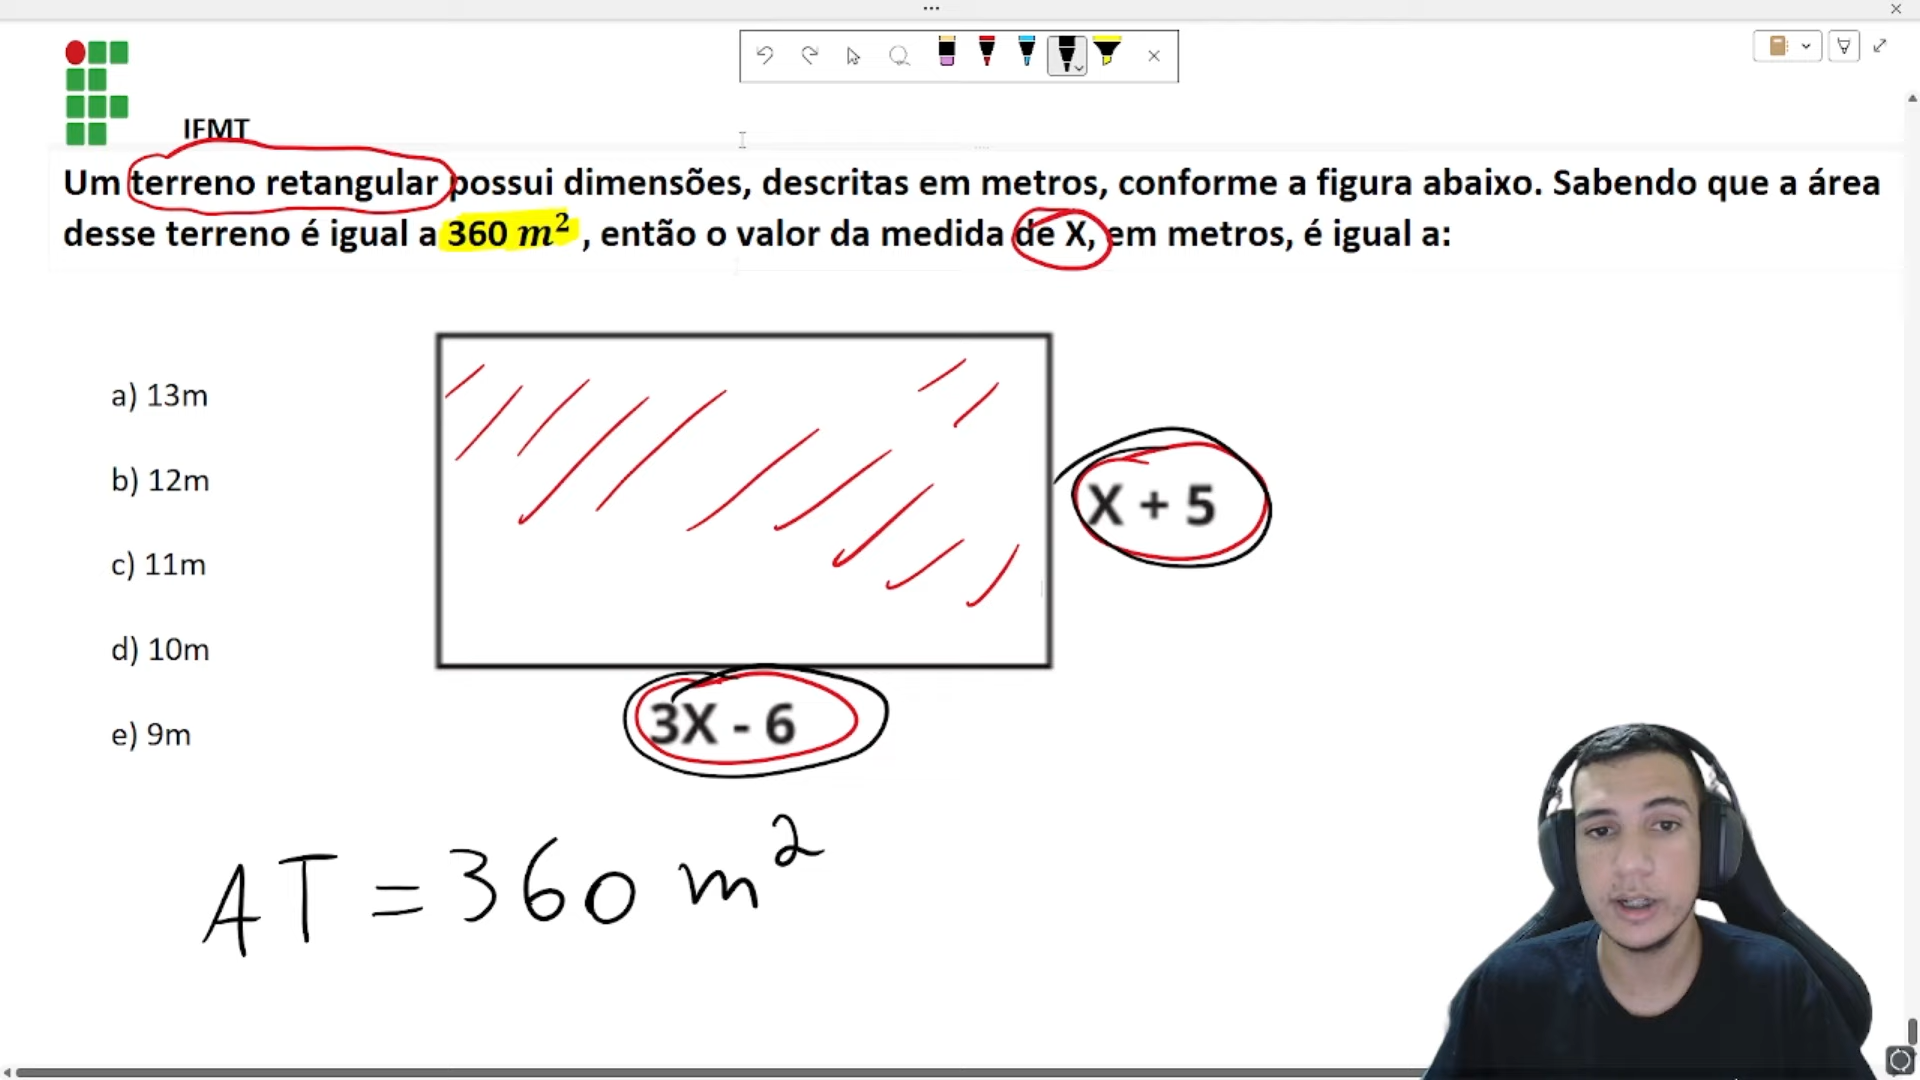 IFMT
Um terreno retangular possui dimensões, descritas em metros, conforme a figura abaixo. Sabendo que a área
desse terreno é igual a 360 m², então o valor da medida de X, em metros, é igual a:
a) 13m
b) 12m
c) 11m
d) 10m
e) 9m
X + 5
3X - 6
AT = 360 m²